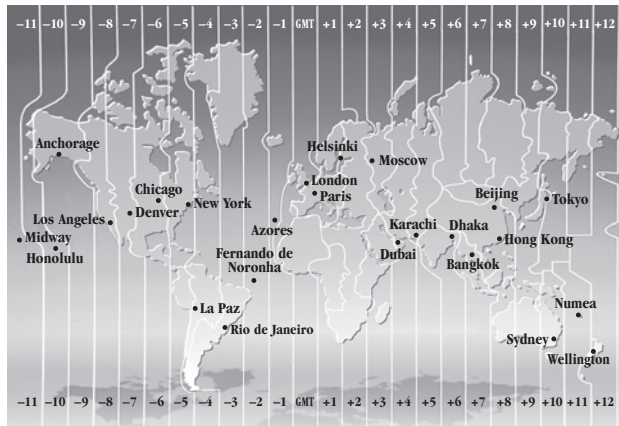 −11 −10 −9 −8 −7 −6 −5 −4 −3 −2 −1 GMT +1 +2 +3 +4 +5 +6 +7 +8 +9 +10 +11 +12
Anchorage
Helsinki
Moscow
London
Paris
Chicago
New York
Denver
Los Angeles
Beijing
Tokyo
Azores
Karachi
Dhaka
Midway
Honolulu
Hong Kong
Dubai
Bangkok
Fernando de
Noronha
La Paz
Numea
Rio de Janeiro
Sydney
Wellington
−11 −10 −9 −8 −7 −6 −5 −4 −3 −2 −1 GMT +1 +2 +3 +4 +5 +6 +7 +8 +9 +10 +11 +12